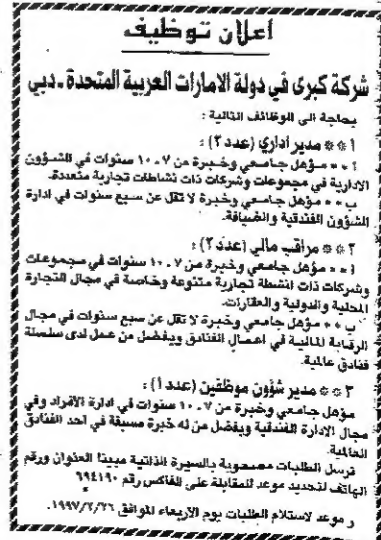 اعلان توظيف
شركة كبرى في دولة الامارات العربية المتحدة - دبي
بحاجة الى الوظائف التالية :
١ ** مدير اداري (عدد ٢) :
أ ** مؤهل جامعي وخبرة من ٧ - ١٠ سنوات في الشؤون
الادارية في مجموعات وشركات ذات نشاطات تجارية متعددة.
ب ** مؤهل جامعي وخبرة لا تقل عن سبع سنوات في ادارة
الشؤون الفندقية والضيافة.
٢ ** مراقب مالي (عدد ٢) :
أ ** مؤهل جامعي وخبرة من ٧ - ١٠ سنوات في مجموعات
وشركات ذات انشطة تجارية متنوعة وخاصة في مجال التجارة
المحلية والدولية والعقارات.
ب ** مؤهل جامعي وخبرة لا تقل عن سبع سنوات في مجال
الرقابة المالية في اعمال الفنادق ويفضل من عمل لدى سلسلة
فنادق عالمية.
٣ ** مدير شؤون موظفين (عدد ١) :
مؤهل جامعي وخبرة من ٧ - ١٠ سنوات في ادارة الافراد وفي
مجال الادارة الفندقية ويفضل من له خبرة مسبقة في احد الفنادق
العالمية.
ترسل الطلبات مصحوبة بالسيرة الذاتية مبينا العنوان ورقم
الهاتف لتحديد موعد للمقابلة على الفاكس رقم ٦٩٤١٩٠
موعد لاستلام الطلبات يوم الاربعاء الموافق ١٩٩٧/٢/٢٦.